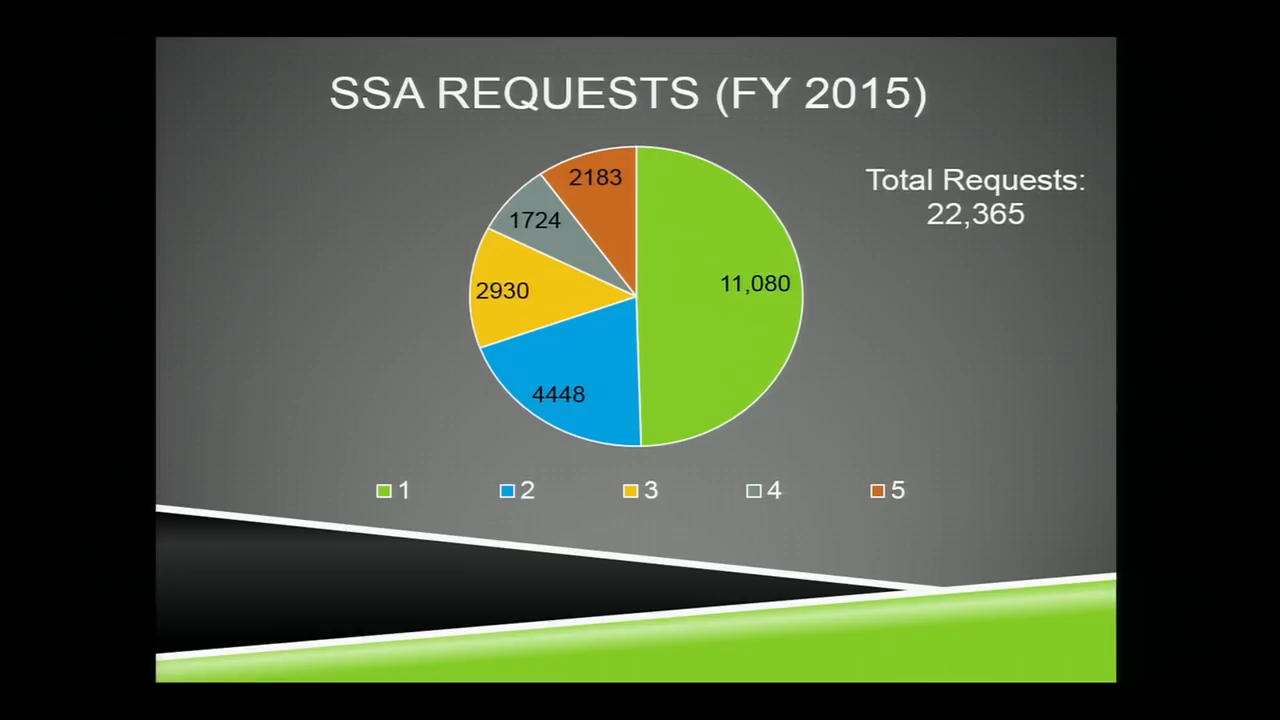 SSA REQUESTS (FY 2015)
Total Requests:
22,365
2183
1724
11,080
2930
4448
1 2 3 4 5